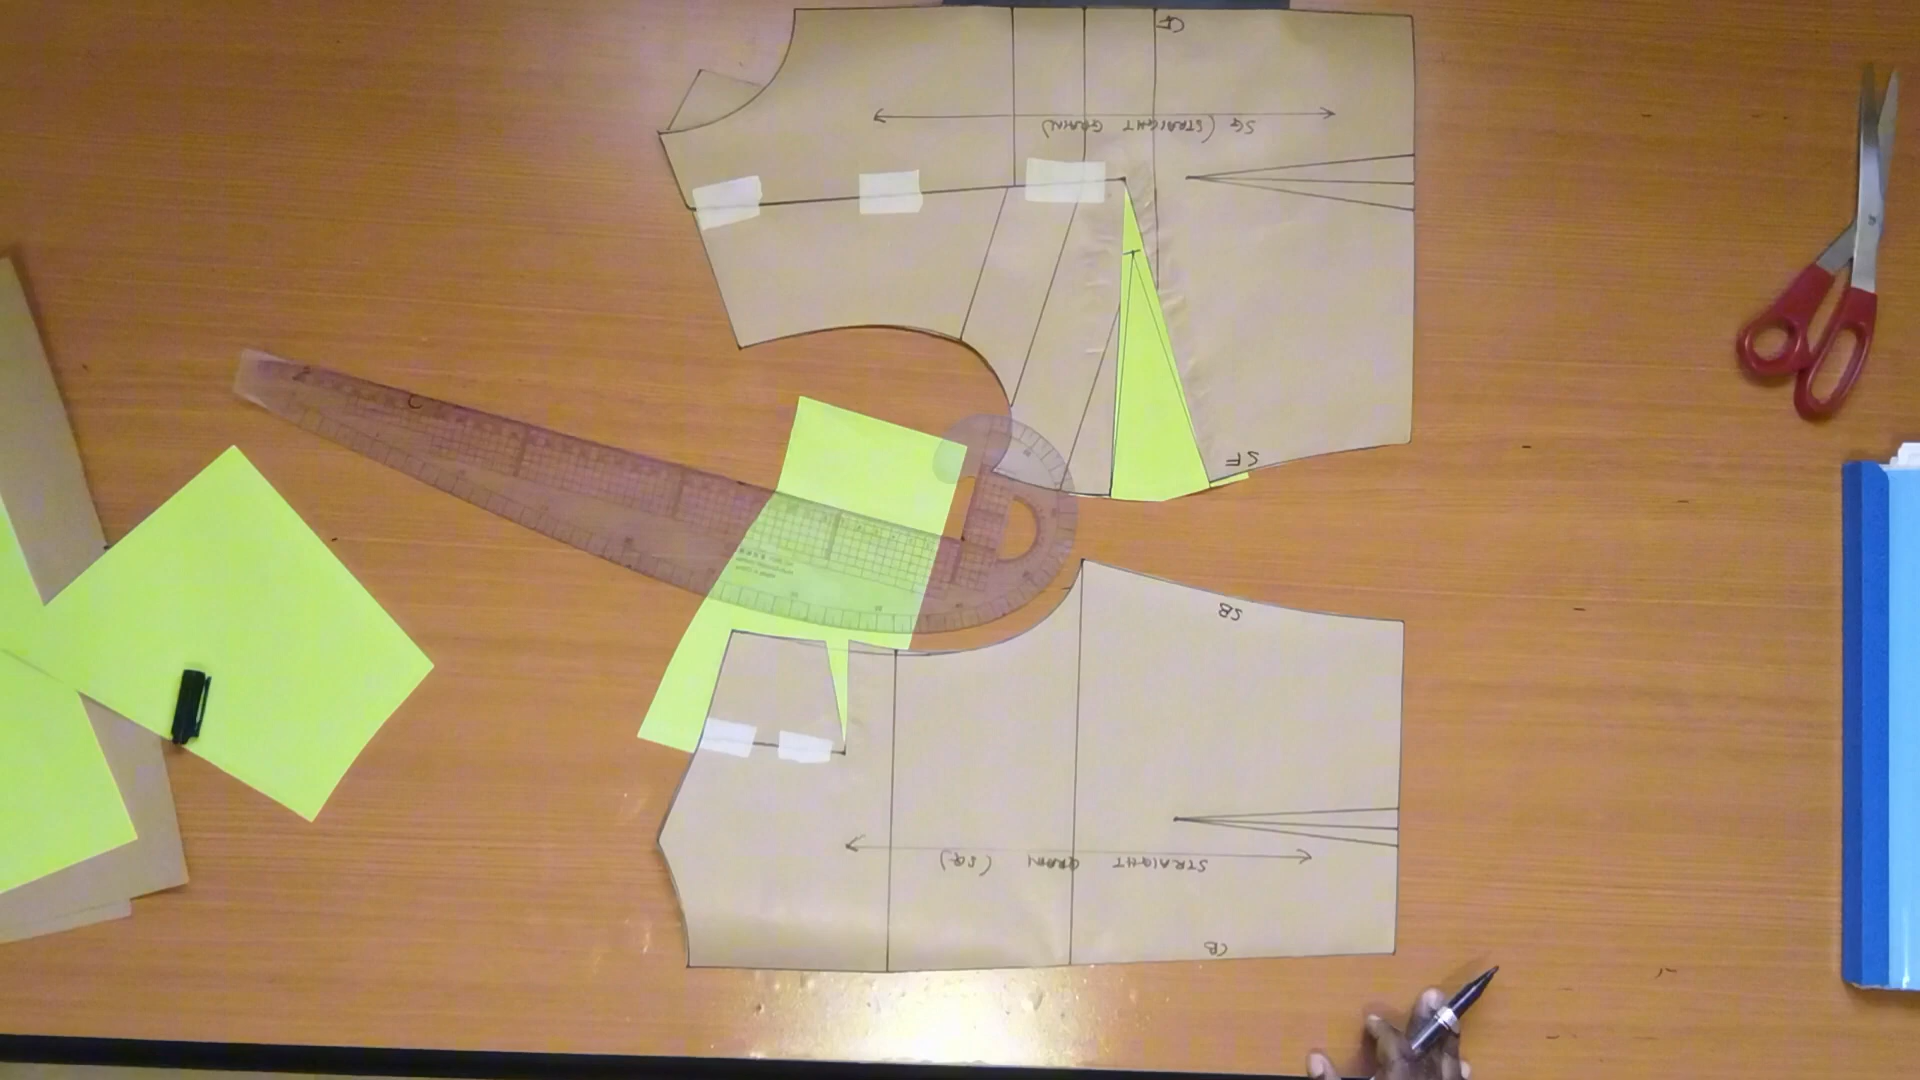 CF
SG (STRAIGHT GRAIN)
SF
SB
STRAIGHT GRAIN (SG)
CB